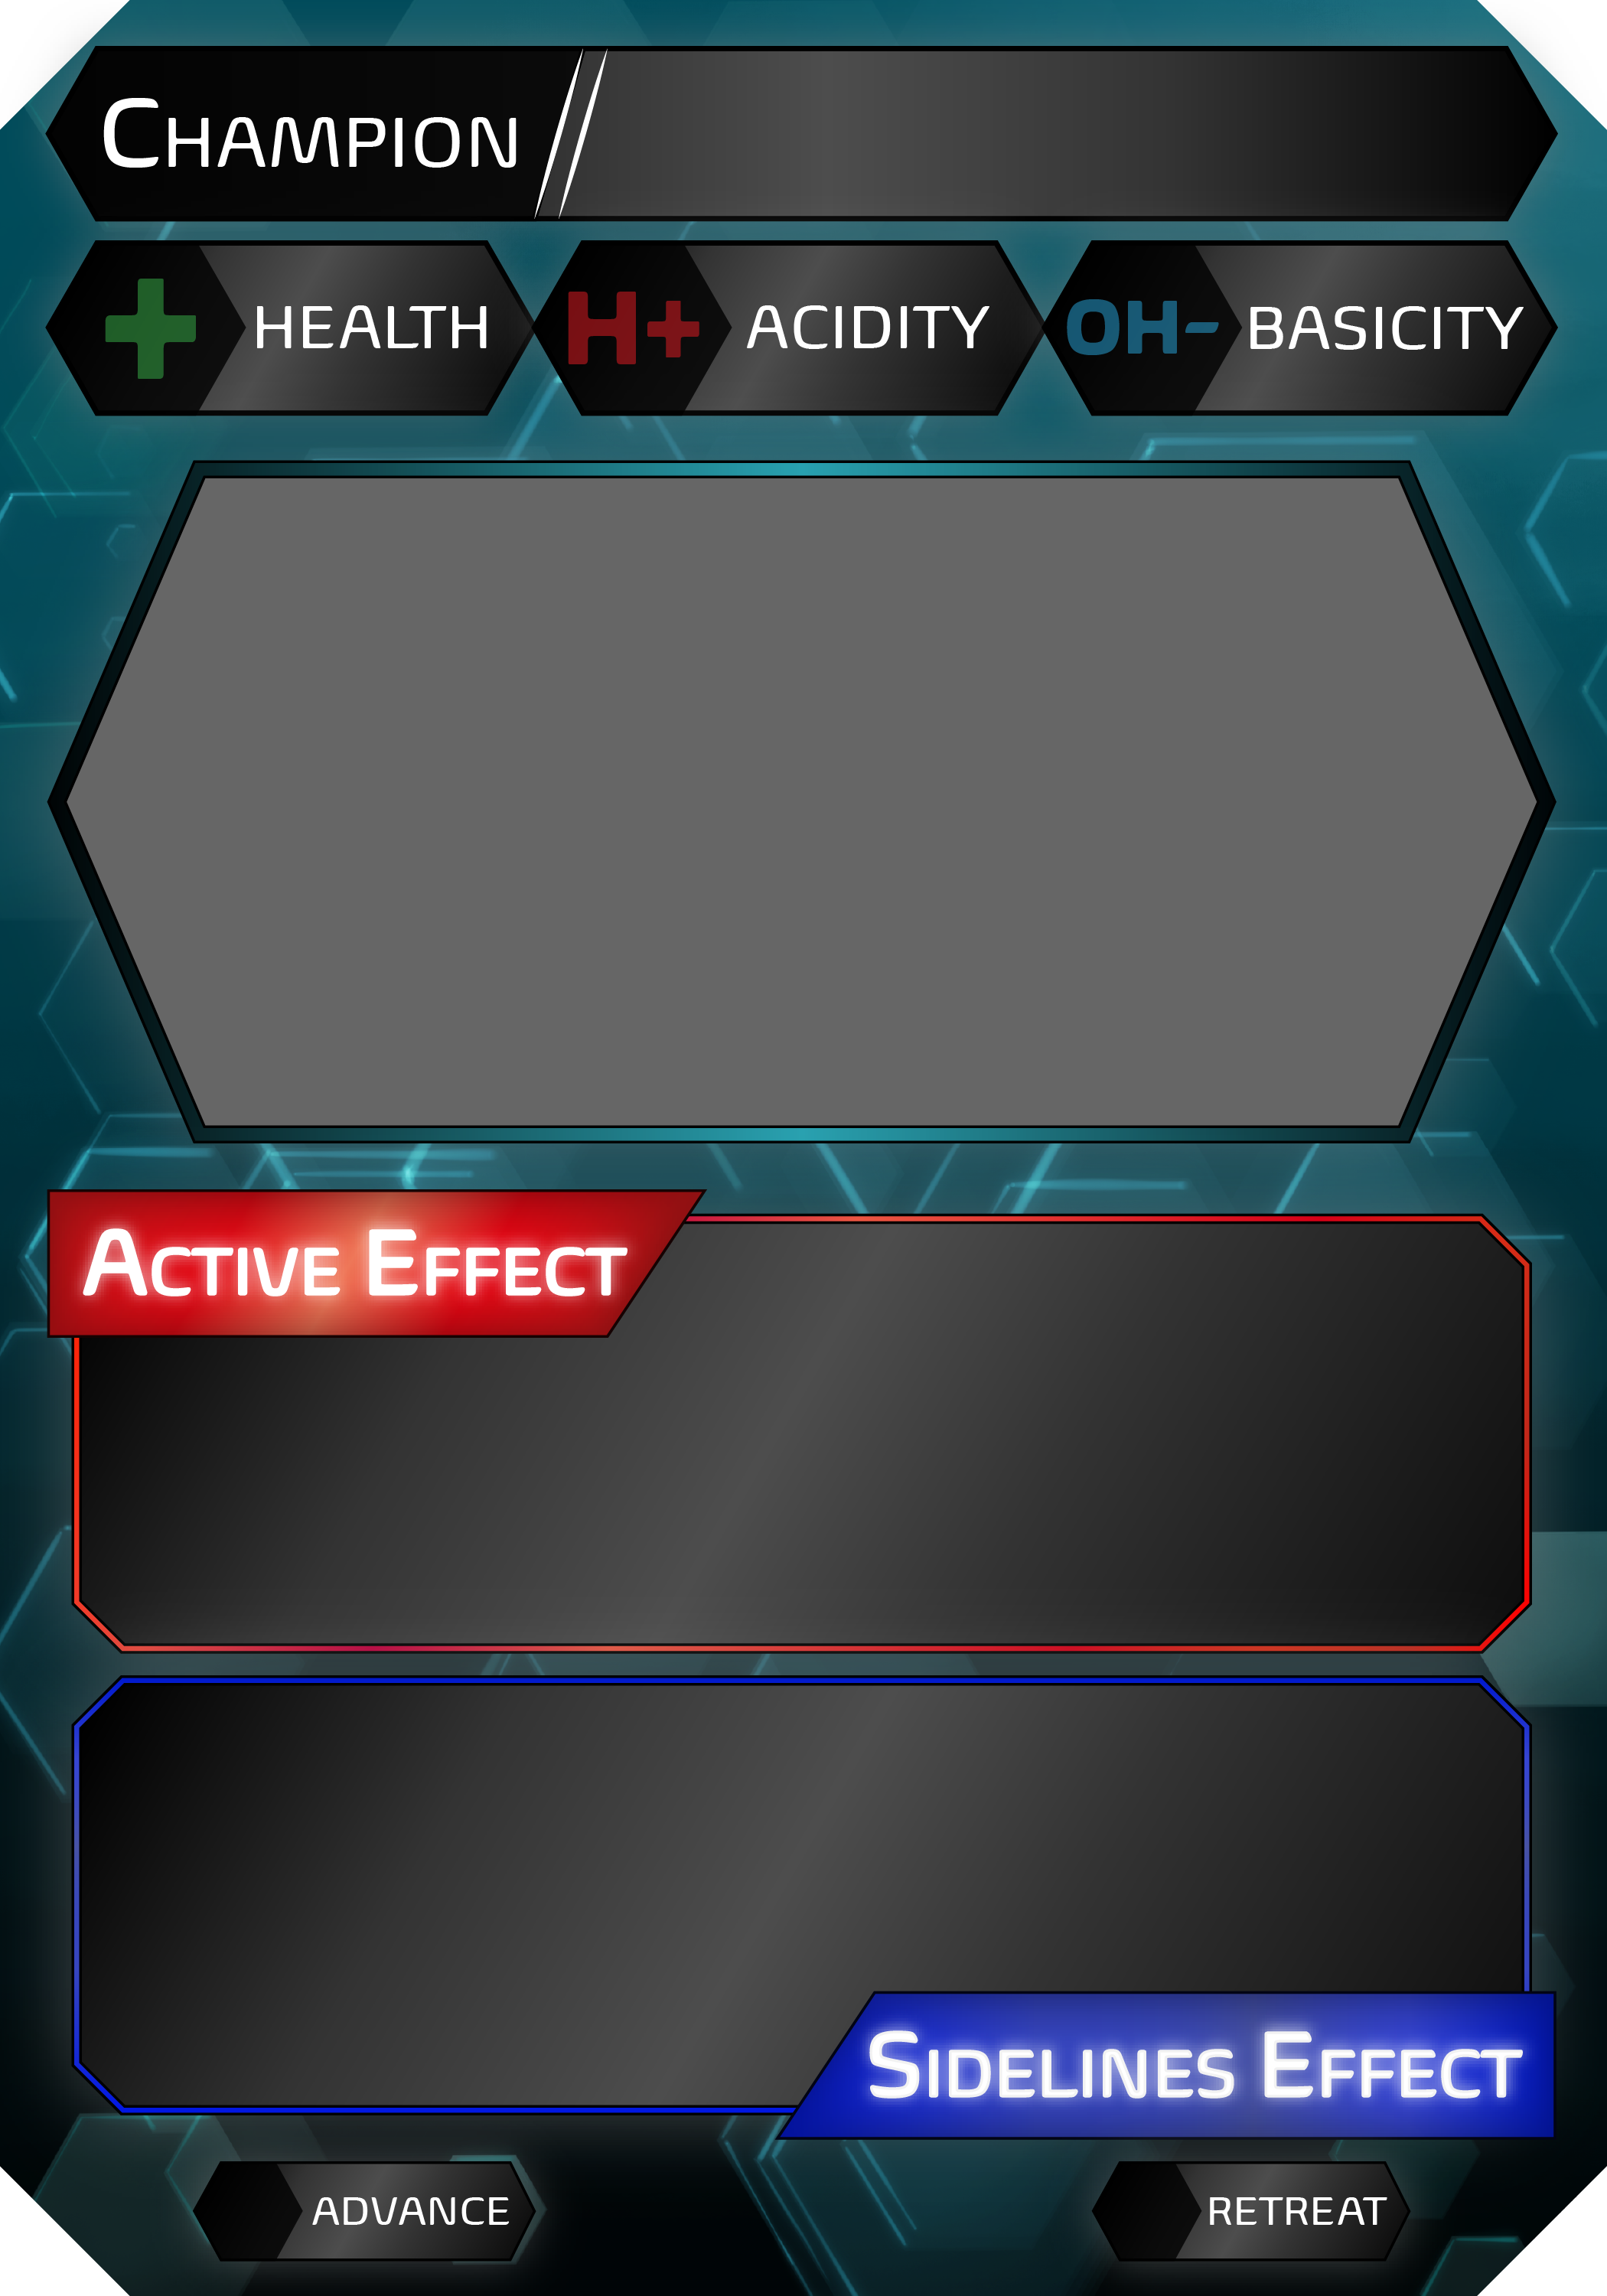 Champion
HEALTH H+ ACIDITY OH- BASICITY
Active Effect
Sidelines Effect
ADVANCE RETREAT